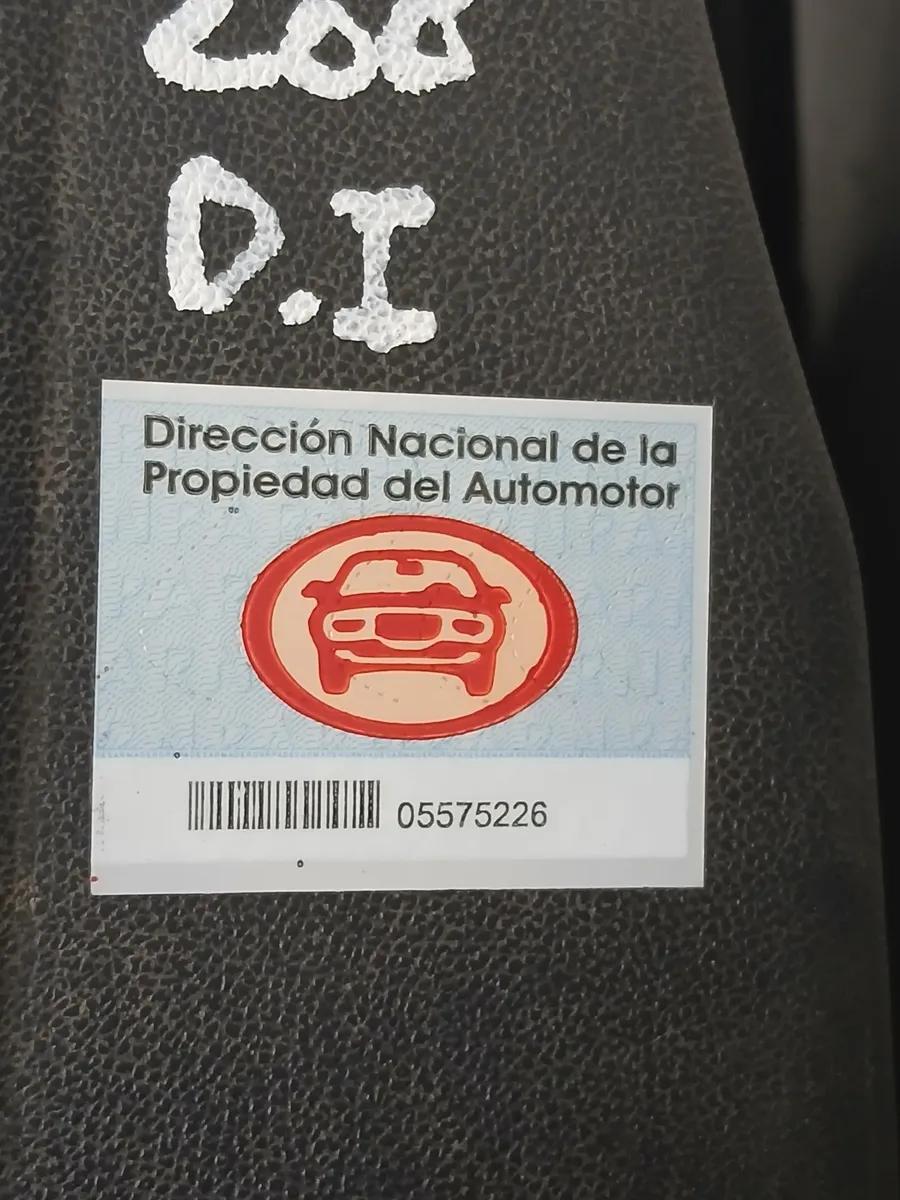 D.I
Dirección Nacional de la
Propiedad del Automotor
05575226